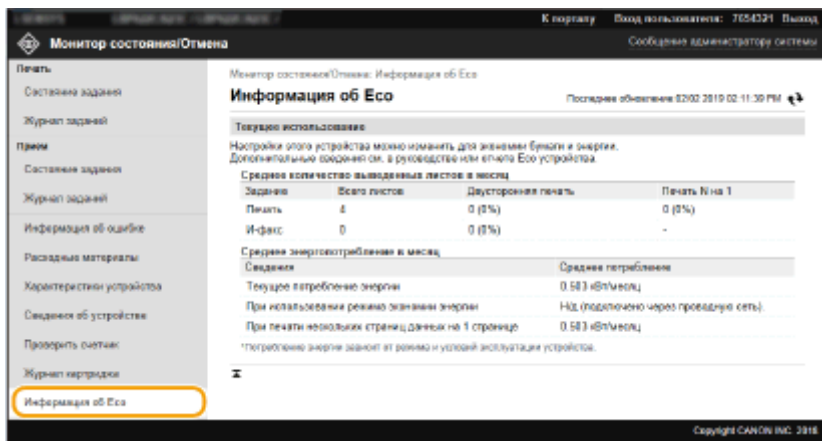 К порталу Вход пользователя: 7654321 Выход
Монитор состояния/Отмена
Сообщение администратору системы
Печать
Состояние задания
Журнал заданий
Прием
Состояние задания
Журнал заданий
Информация об ошибке
Расходные материалы
Характеристики устройства
Сведения об устройстве
Проверить счетчик
Журнал картриджа
Информация об Eco
Монитор состояния/Отмена: Информация об Eco
Информация об Eco
Последнее обновление 02/02 2019 02:11:39 PM
Текущее использование
Настройки этого устройства можно изменить для экономии бумаги и энергии.
Дополнительные сведения см. в руководстве или отчете Eco устройства.
Среднее количество выведенных листов в месяц
Задание Всего листов Двусторонняя печать Печать N на 1
Печать 4 0 (0%) 0 (0%)
И-факс 0 0 (0%) -
Среднее энергопотребление в месяц
Сведения Среднее потребление
Текущее потребление энергии 0.503 кВт/месяц
При использовании режима экономии энергии Н/д (подключено через проводную сеть).
При печати нескольких страниц данных на 1 странице 0.503 кВт/месяц
*Потребление энергии зависит от режима и условий эксплуатации устройства.
Copyright CANON INC. 2018